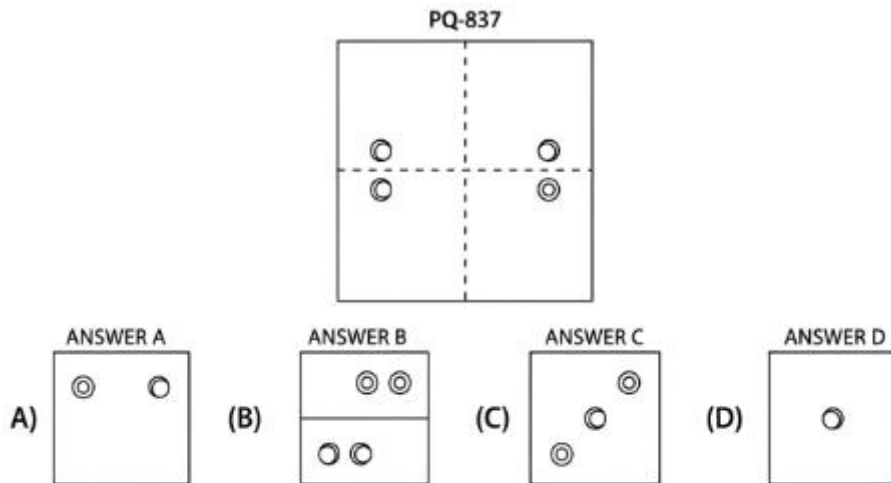 PQ-837
ANSWER A
ANSWER B
ANSWER C
ANSWER D
A)
(B)
(C)
(D)